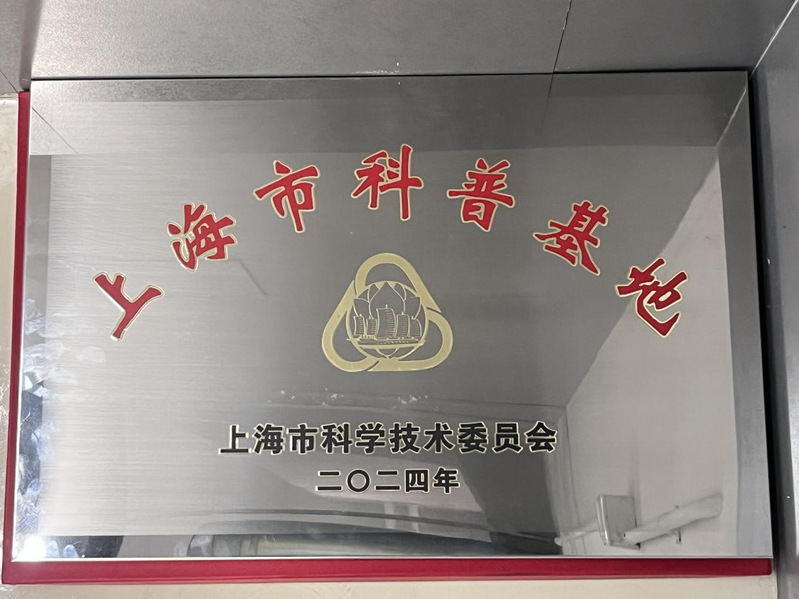 上海市科普基地
上海市科学技术委员会
二〇二四年